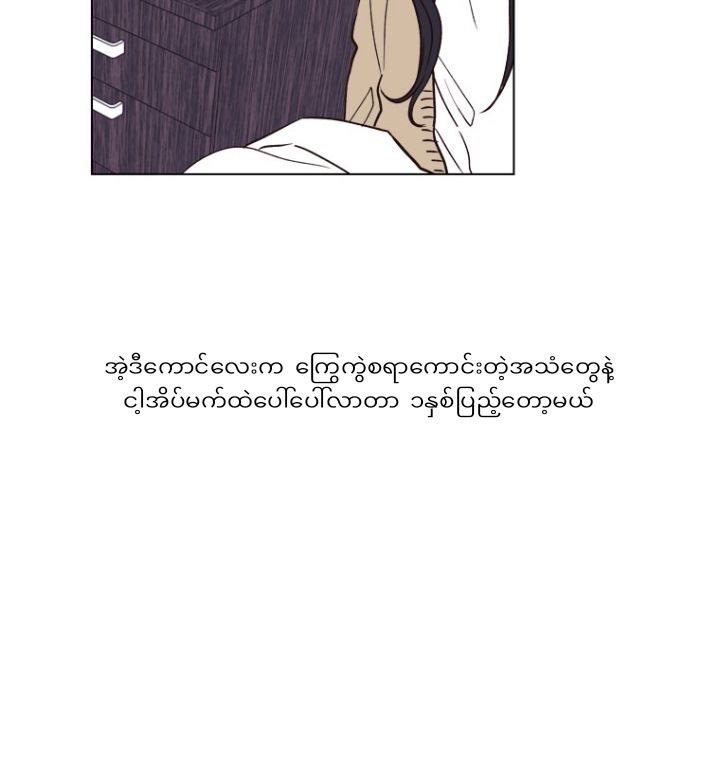 အဲ့ဒီကောင်လေးက ကြွေကွဲစရာကောင်းတဲ့အသံတွေနဲ့
ငါ့အိပ်မက်ထဲပေါ်ပေါ်လာတာ ၁နှစ်ပြည့်တော့မယ်